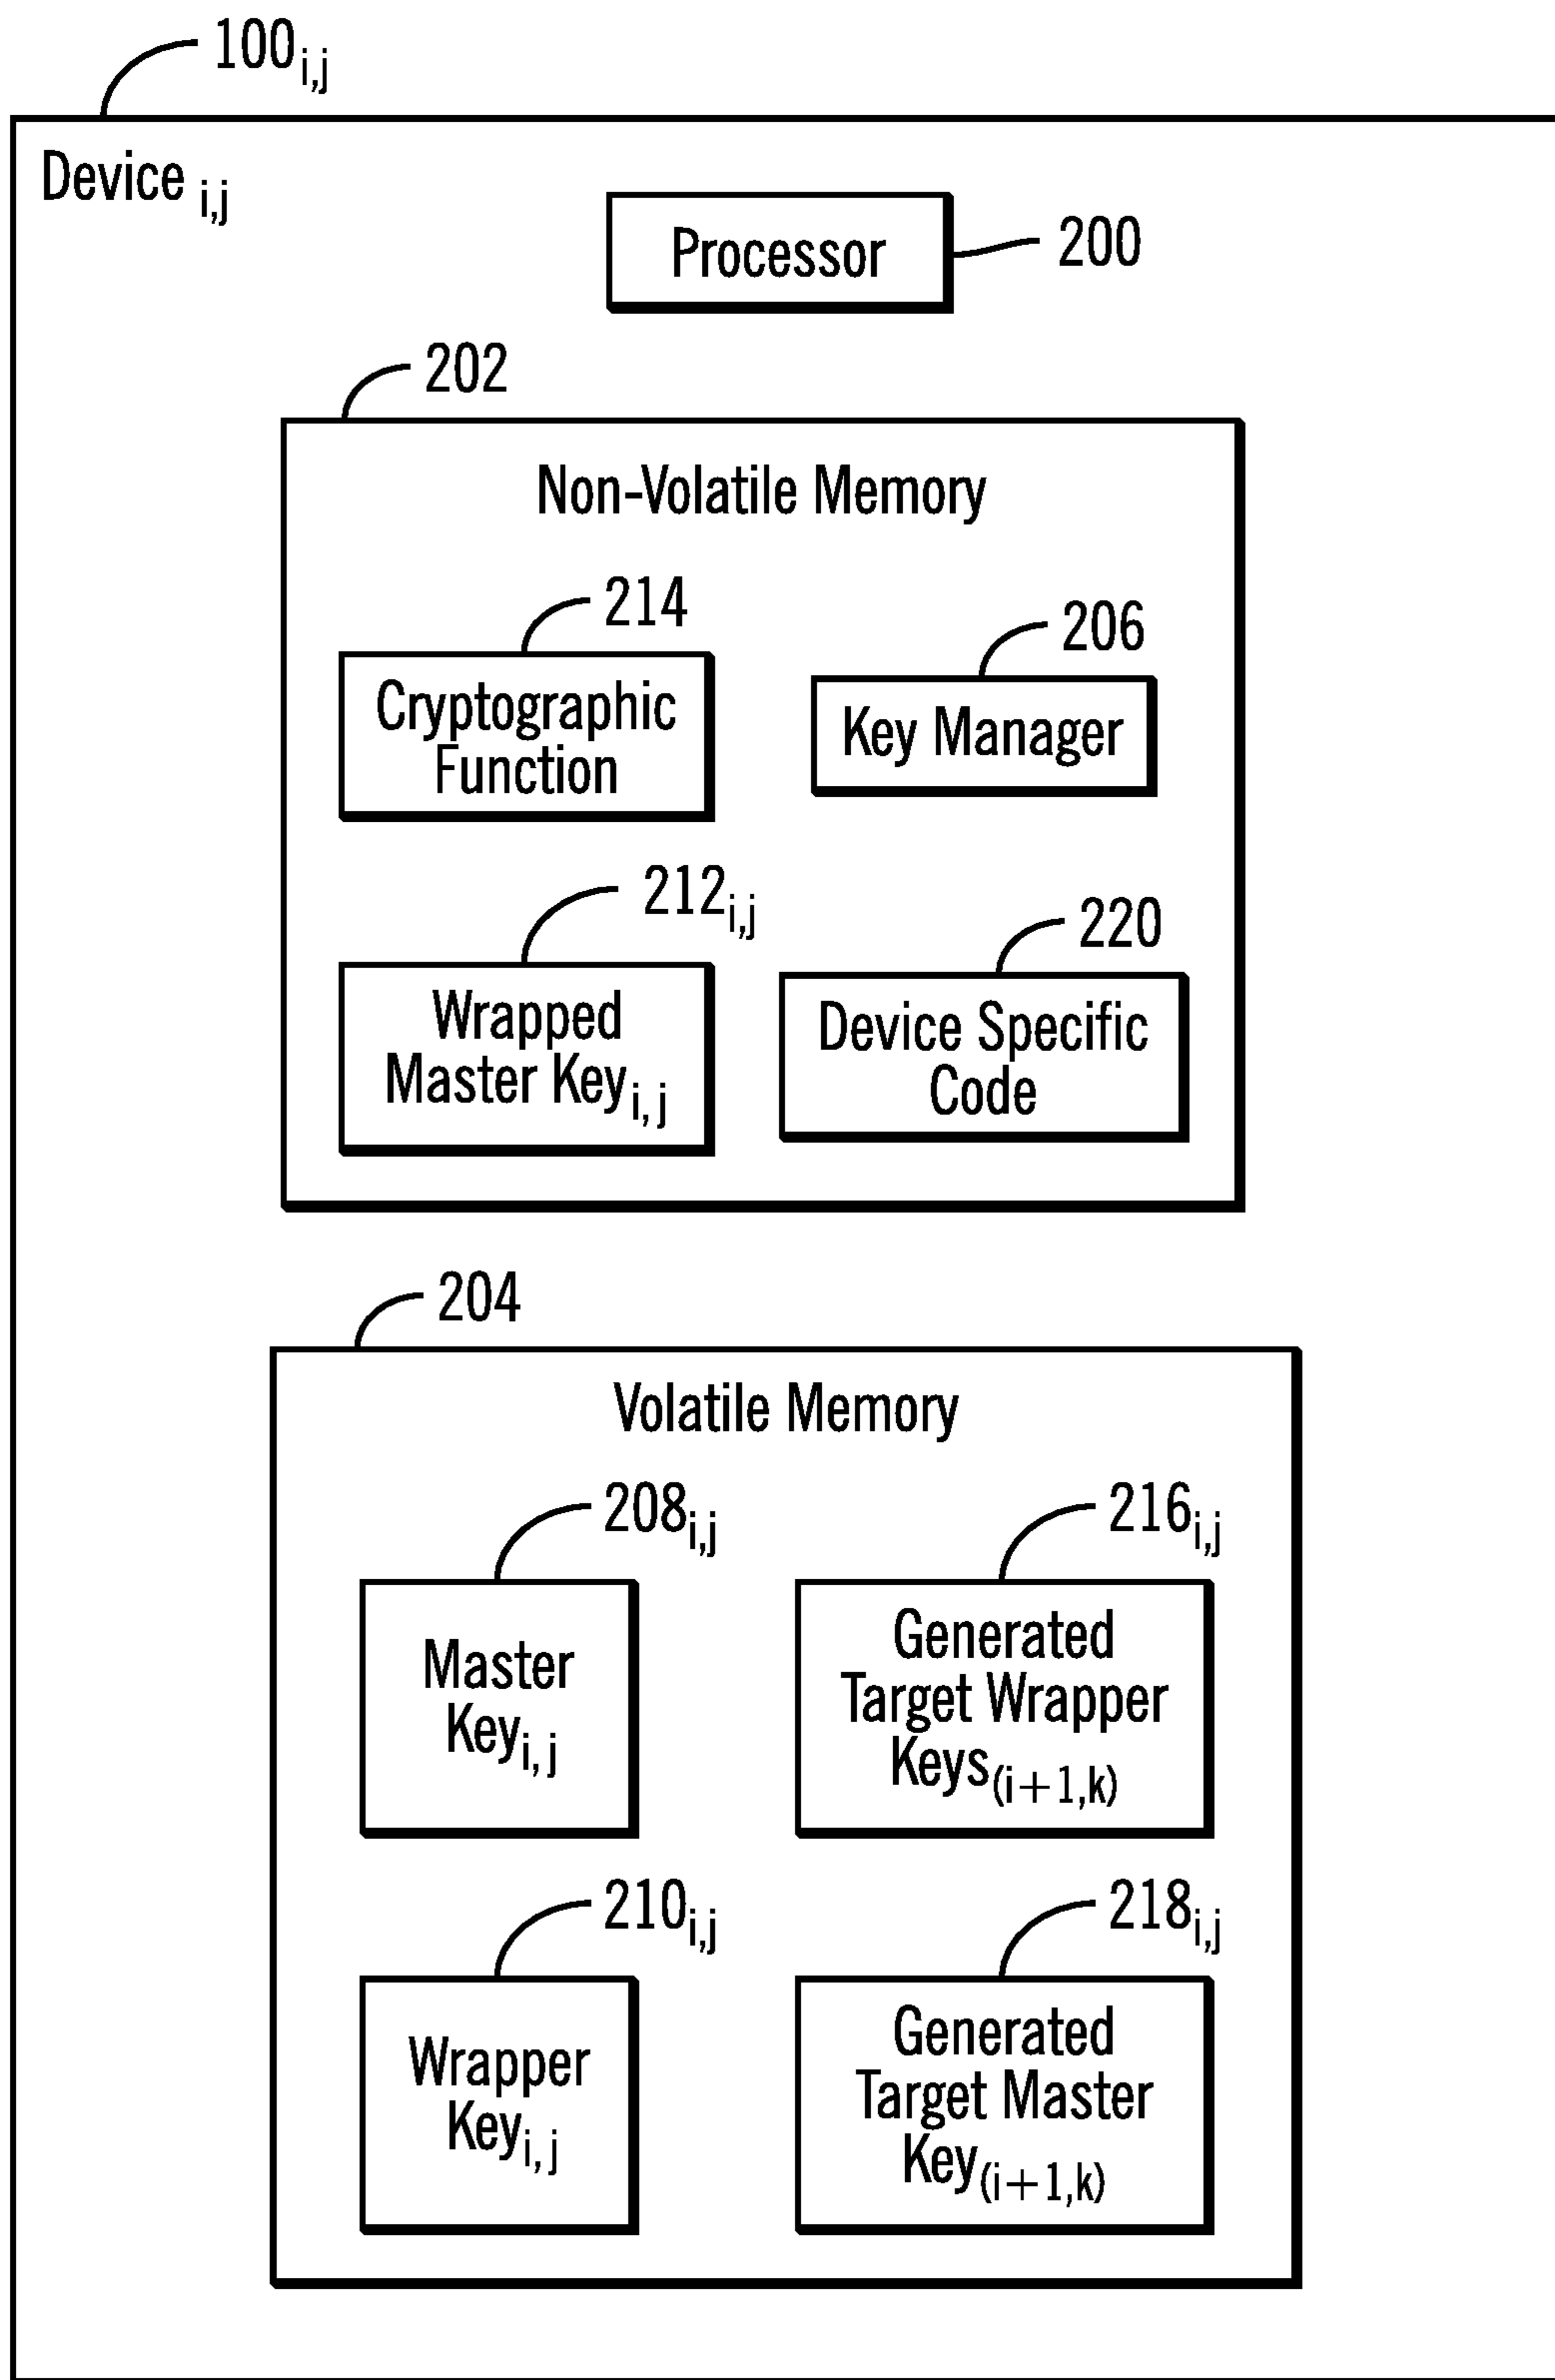 100i,j
Device i,j
Processor
200
202
Non-Volatile Memory
214
206
Cryptographic
Function
Key Manager
212i,j
220
Wrapped
Master Keyi, j
Device Specific
Code
204
Volatile Memory
208i,j
216i,j
Master
Keyi, j
Generated
Target Wrapper
Keys(i+1,k)
210i,j
218i,j
Wrapper
Keyi, j
Generated
Target Master
Key(i+1,k)